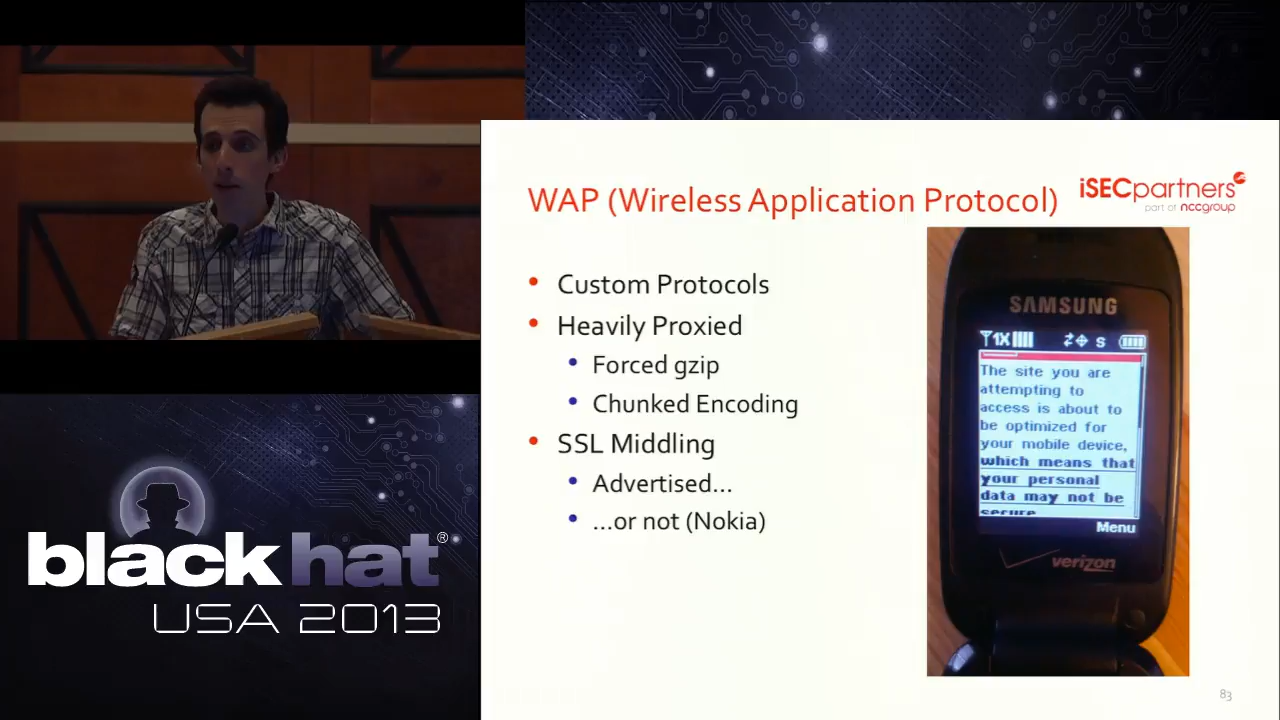 WAP (Wireless Application Protocol)
iSECpartners
part of nccgroup
• Custom Protocols
• Heavily Proxied
• Forced gzip
• Chunked Encoding
• SSL Middling
• Advertised...
• ...or not (Nokia)
SAMSUNG
1X
S
The site you are
attempting to
access is about to
be optimized for
your mobile device,
which means that
your personal
data may not be
secure
Menu
verizon
83
blackhat®
USA 2013